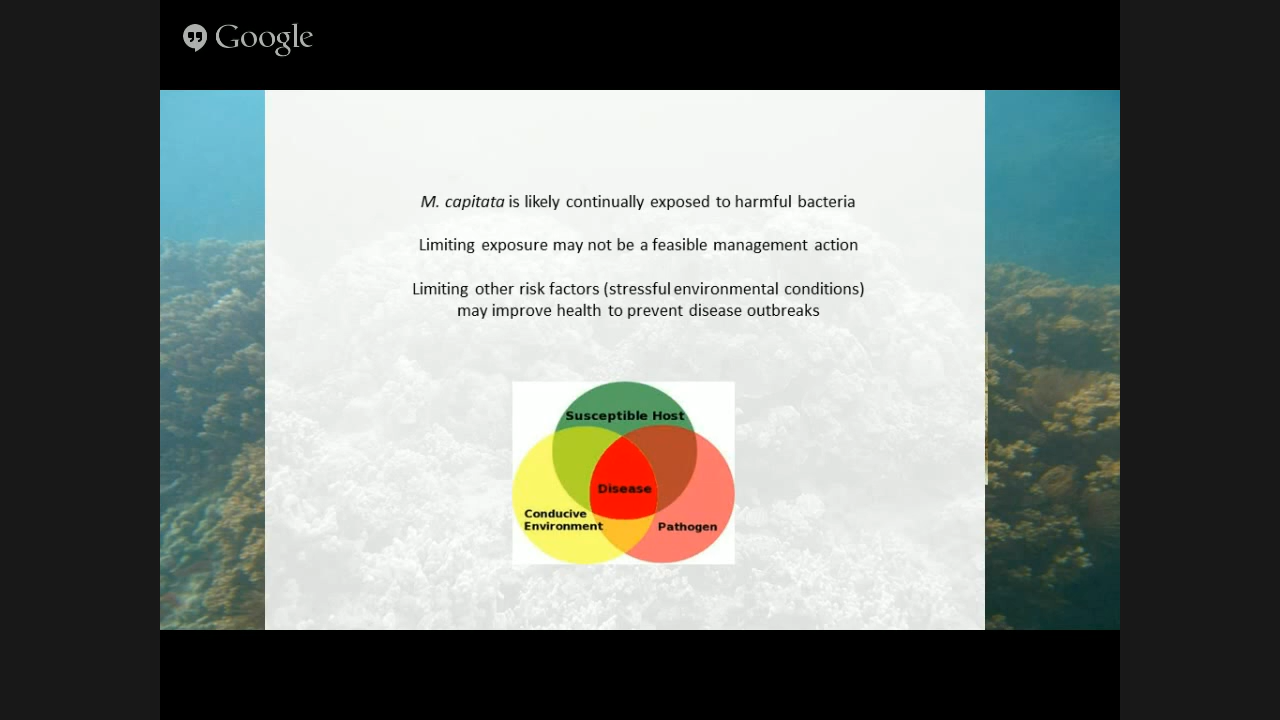 Google
M. capitata is likely continually exposed to harmful bacteria
Limiting exposure may not be a feasible management action
Limiting other risk factors (stressful environmental conditions)
may improve health to prevent disease outbreaks
Susceptible Host
Disease
Conducive
Environment
Pathogen